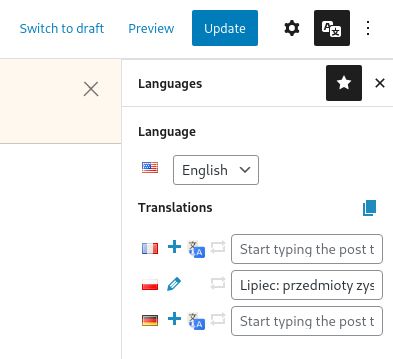 Switch to draft Preview Update
Languages
Language
English
Translations
Start typing the post t
Lipiec: przedmioty zys
Start typing the post t